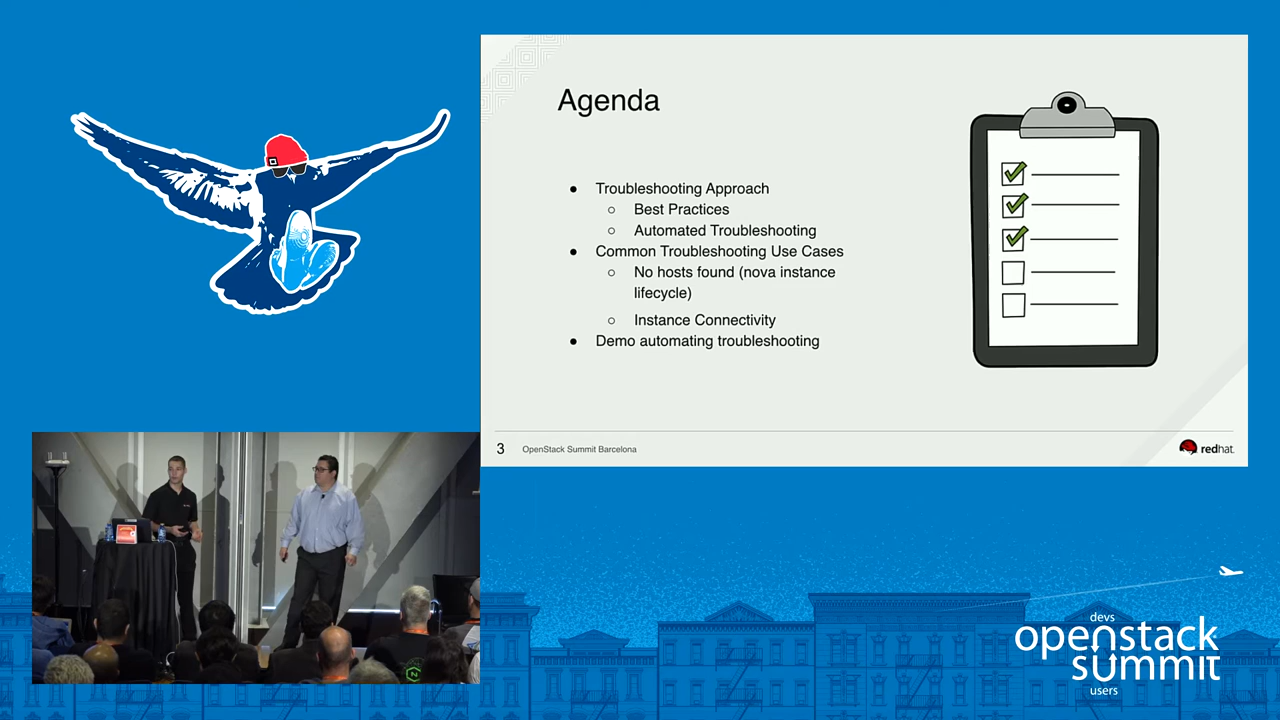 Agenda
● Troubleshooting Approach
○ Best Practices
○ Automated Troubleshooting
● Common Troubleshooting Use Cases
○ No hosts found (nova instance
lifecycle)
○ Instance Connectivity
● Demo automating troubleshooting
3 OpenStack Summit Barcelona
redhat.
devs
openstack
summit
users